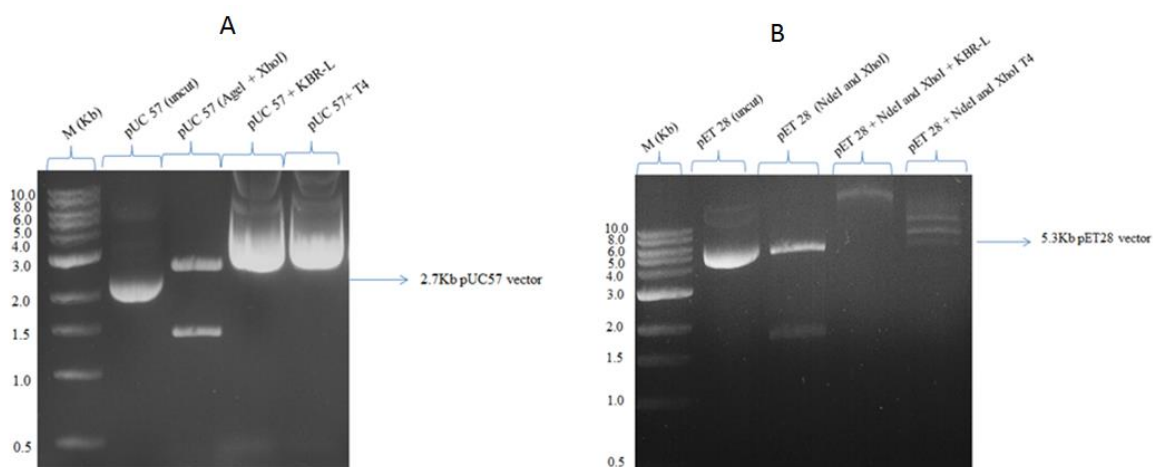 A
M (Kb)
pUC 57 (uncut)
pUC 57 (AgeI + XhoI)
pUC 57 + KBR-L
pUC 57+ T4
10.0
8.0
6.0
5.0
4.0
3.0
2.0
1.5
1.0
0.5
2.7Kb pUC57 vector
B
M (Kb)
pET 28 (uncut)
pET 28 (NdeI and XhoI)
pET 28 + NdeI and XhoI + KBR-L
pET 28 + NdeI and XhoI T4
10.0
8.0
6.0
5.0
4.0
3.0
2.0
1.5
1.0
0.5
5.3Kb pET28 vector